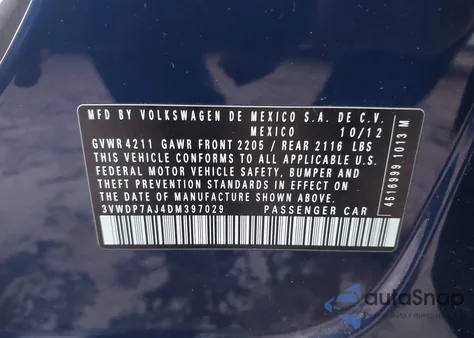 MFD BY VOLKSWAGEN DE MEXICO S.A. DE C.V.
MEXICO 10/12
GVWR 4211 GAWR FRONT 2205 / REAR 2116 LBS
THIS VEHICLE CONFORMS TO ALL APPLICABLE U.S.
FEDERAL MOTOR VEHICLE SAFETY, BUMPER AND
THEFT PREVENTION STANDARDS IN EFFECT ON
THE DATE OF MANUFACTURE SHOWN ABOVE
3VWDP7AJ4DM397029 PASSENGER CAR
4516999 1013 M
autoSnap